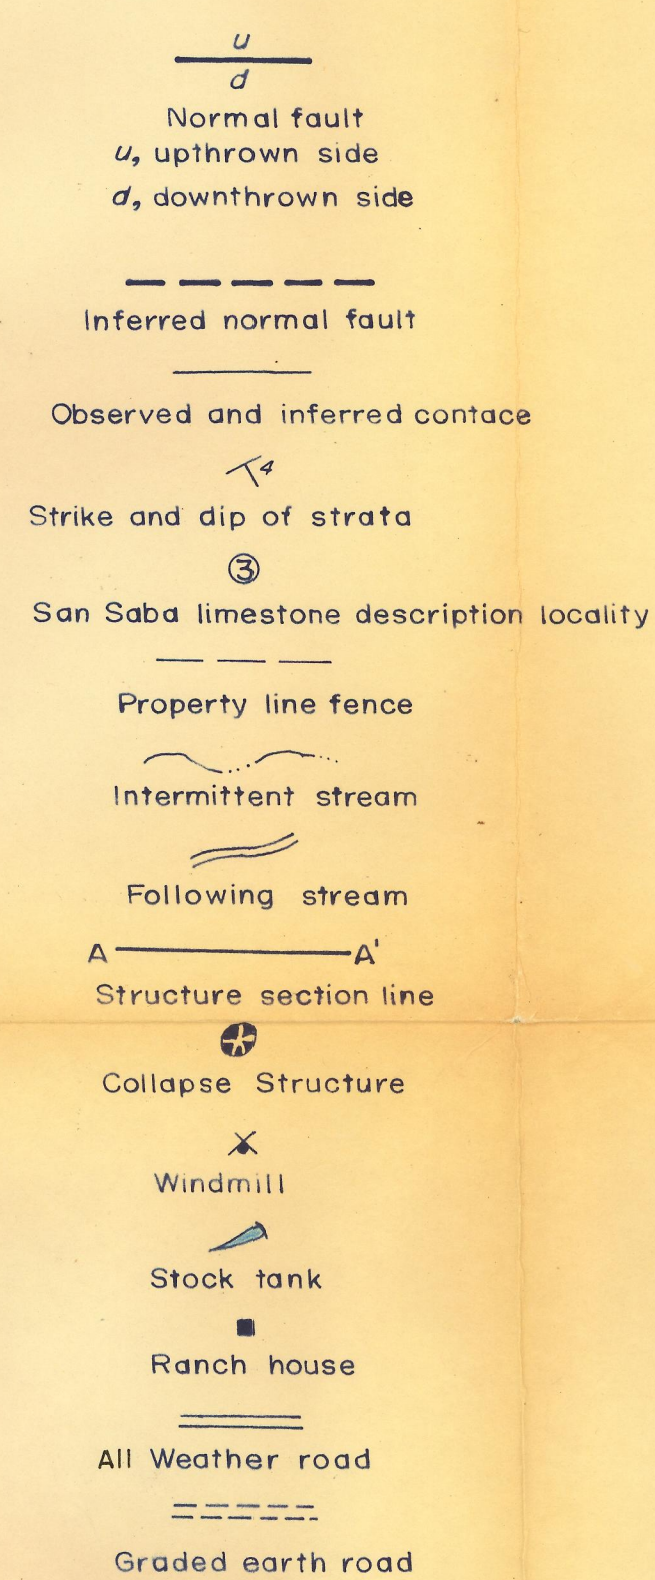 u
d
Normal fault
u, upthrown side
d, downthrown side
Inferred normal fault
Observed and inferred contace
4
Strike and dip of strata
3
San Saba limestone description locality
Property line fence
Intermittent stream
Following stream
A A'
Structure section line
Collapse Structure
Windmill
Stock tank
Ranch house
All Weather road
Graded earth road